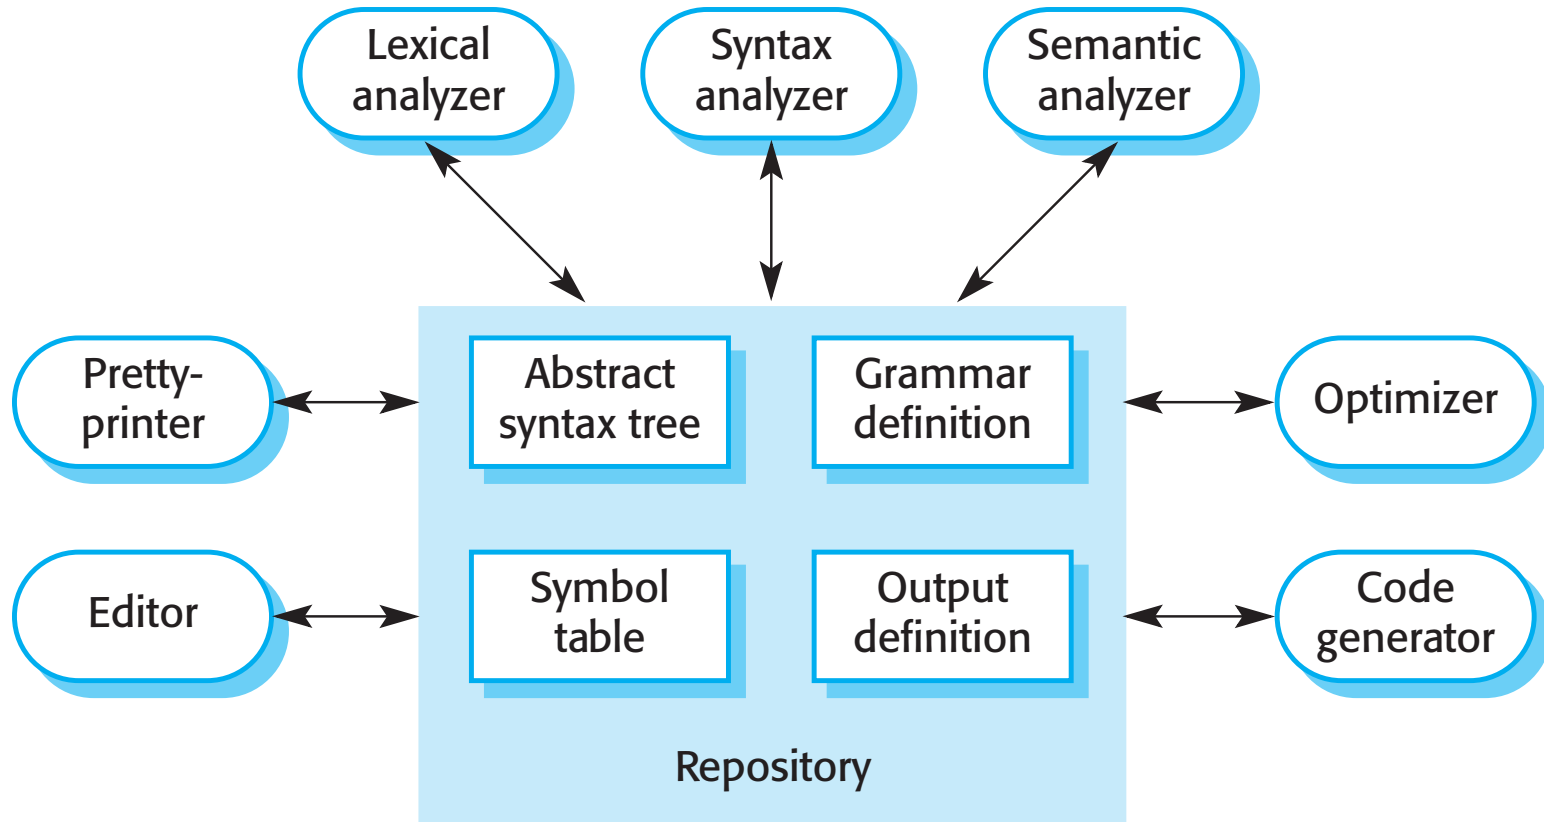 Lexical
analyzer
Syntax
analyzer
Semantic
analyzer
Pretty-
printer
Abstract
syntax tree
Grammar
definition
Optimizer
Editor
Symbol
table
Output
definition
Code
generator
Repository